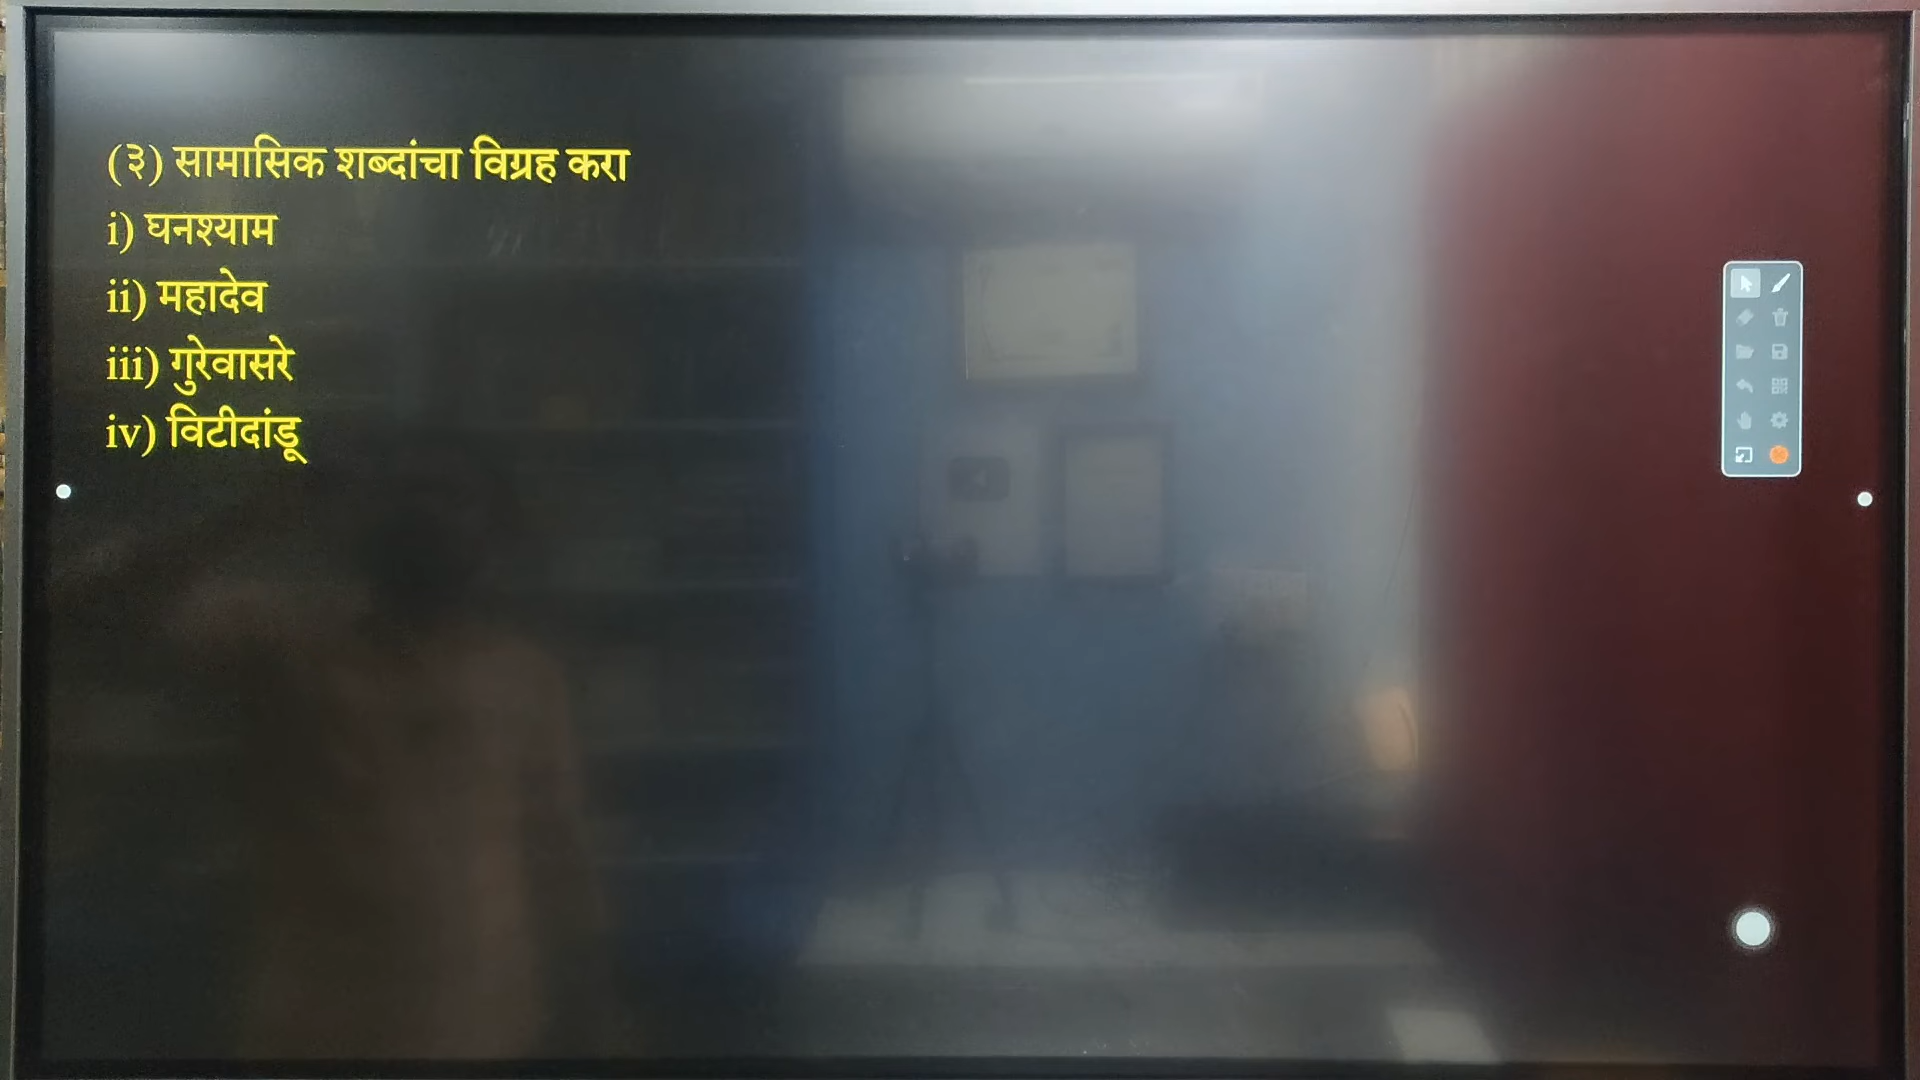 (३) सामासिक शब्दांचा विग्रह करा
i) घनश्याम
ii) महादेव
iii) गुरेवासरे
iv) विटीदांडू